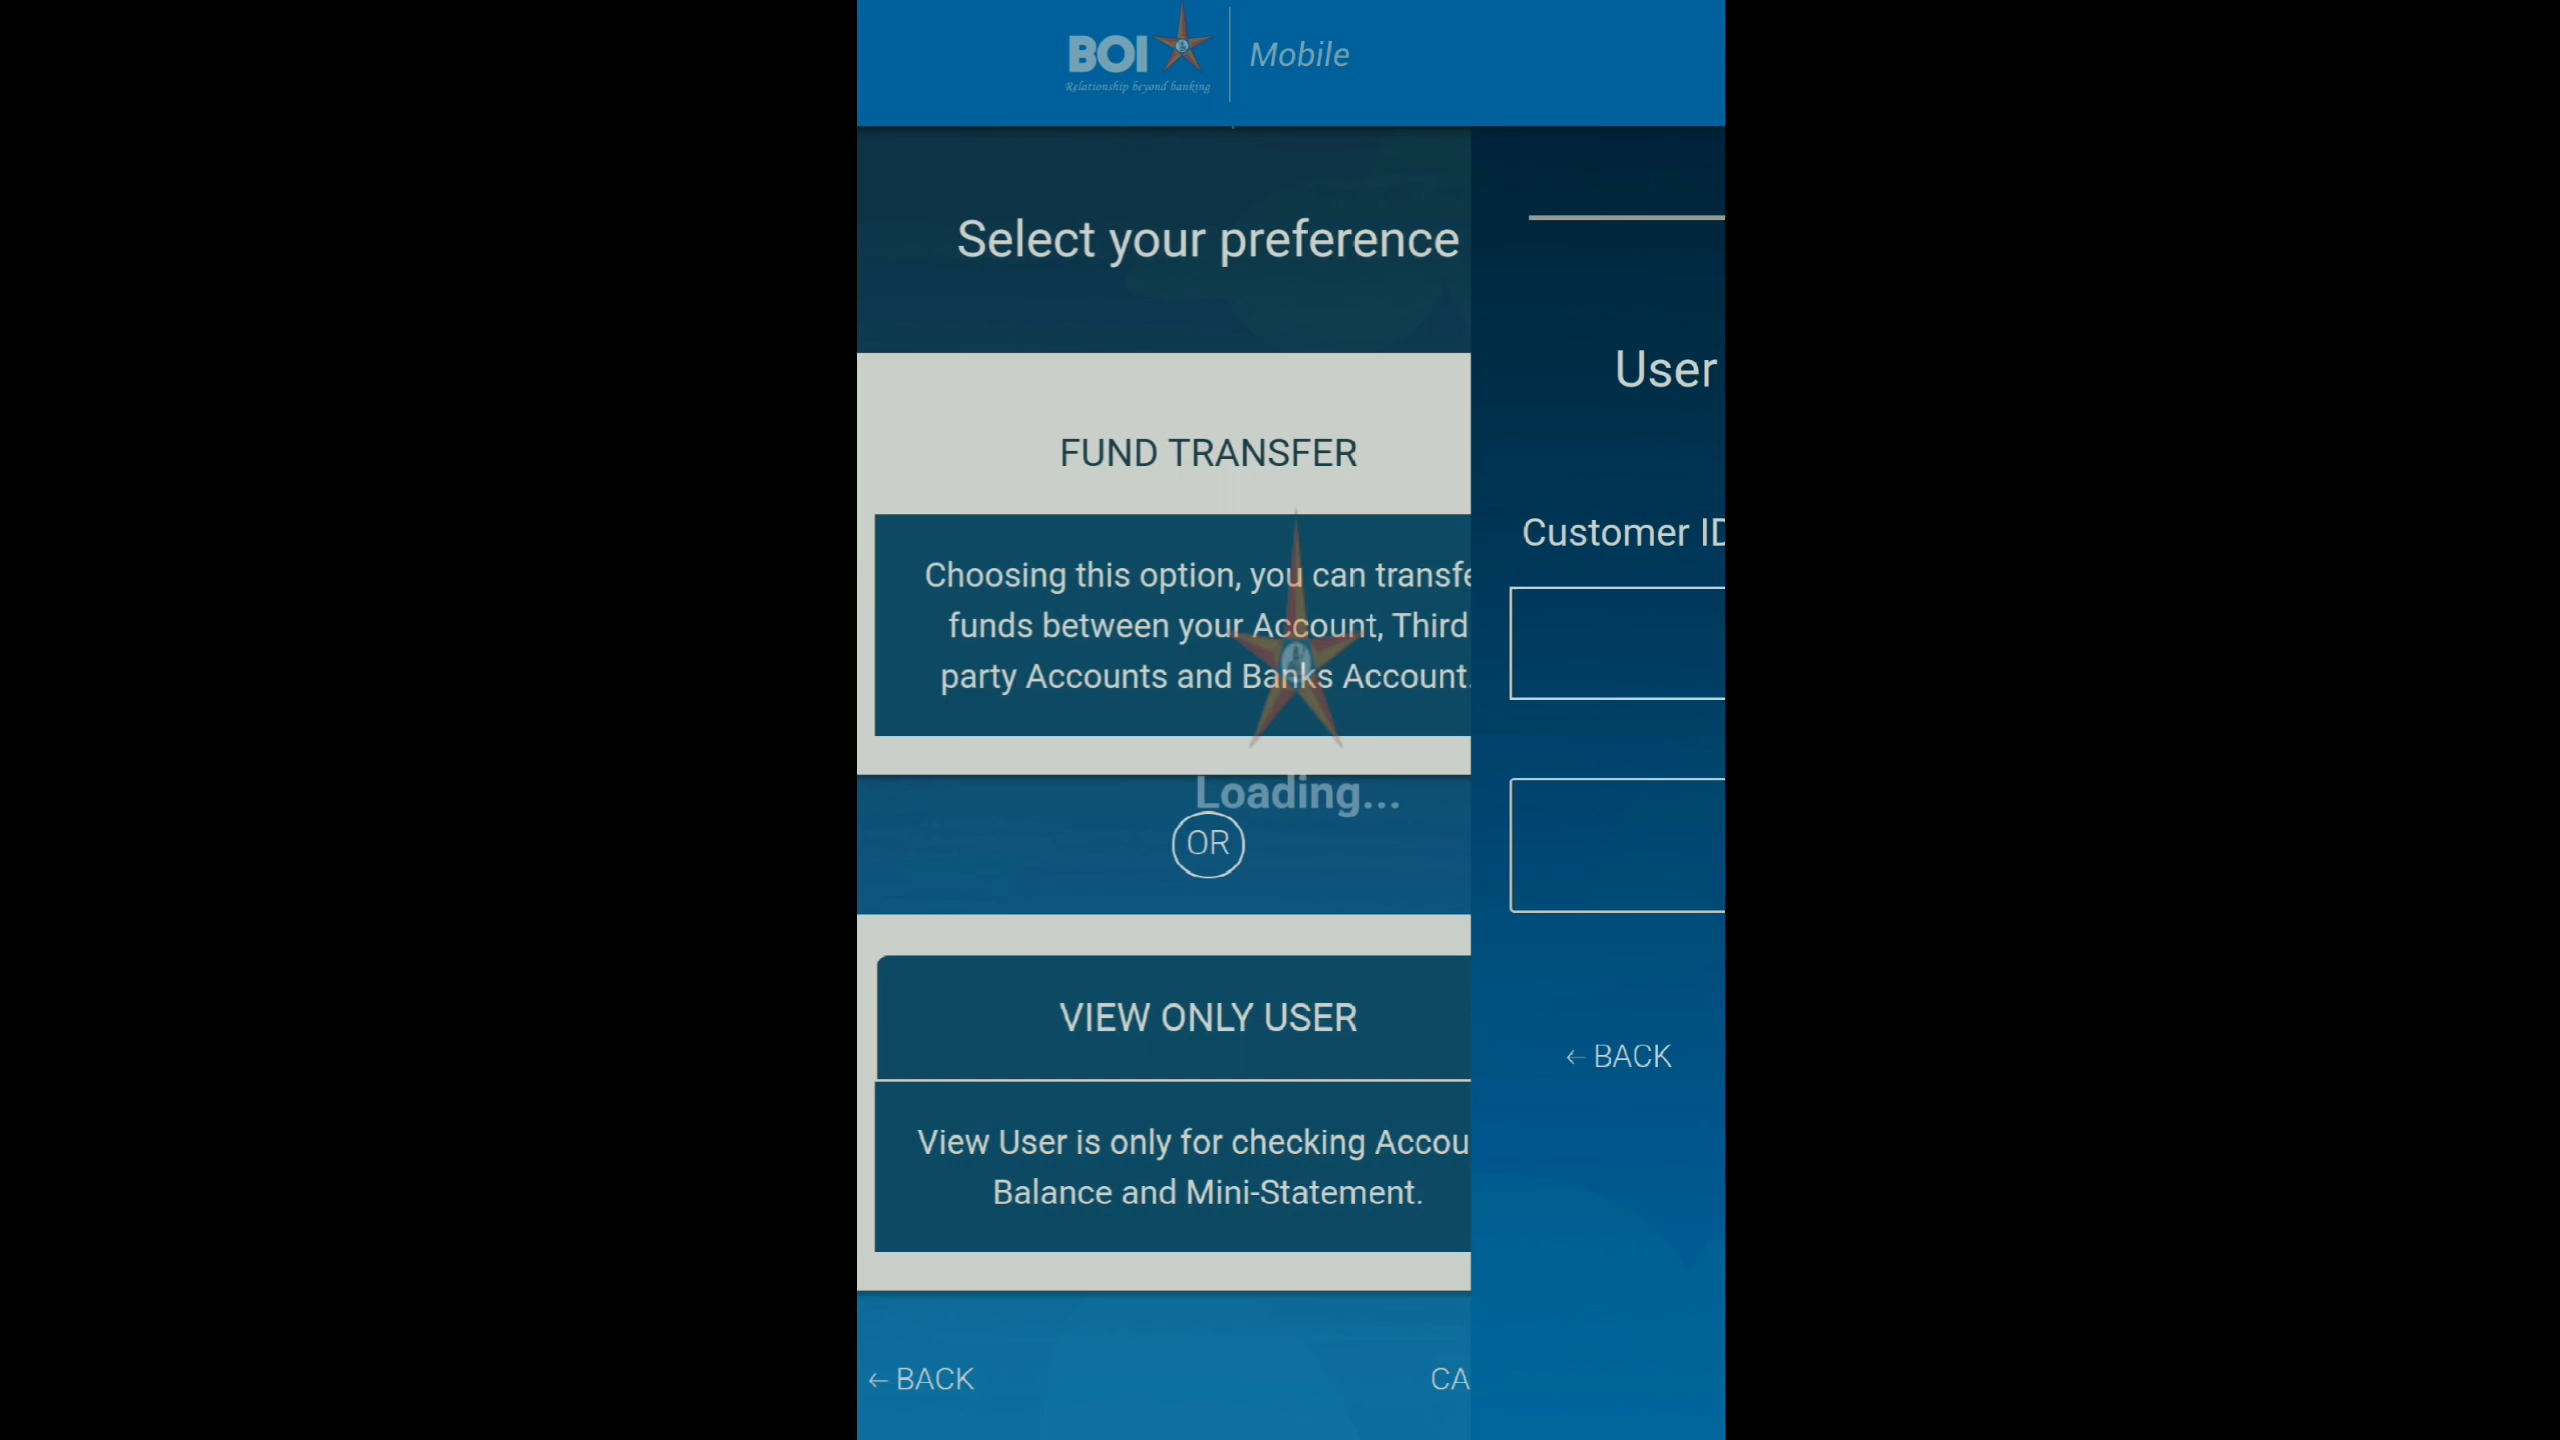 BOI
Relationship beyond banking
Mobile
Select your preference
FUND TRANSFER
Choosing this option, you can transfe
funds between your Account, Third
party Accounts and Banks Account.
Loading...
OR
VIEW ONLY USER
View User is only for checking Accou
Balance and Mini-Statement.
← BACK
CA
User
Customer ID
← BACK